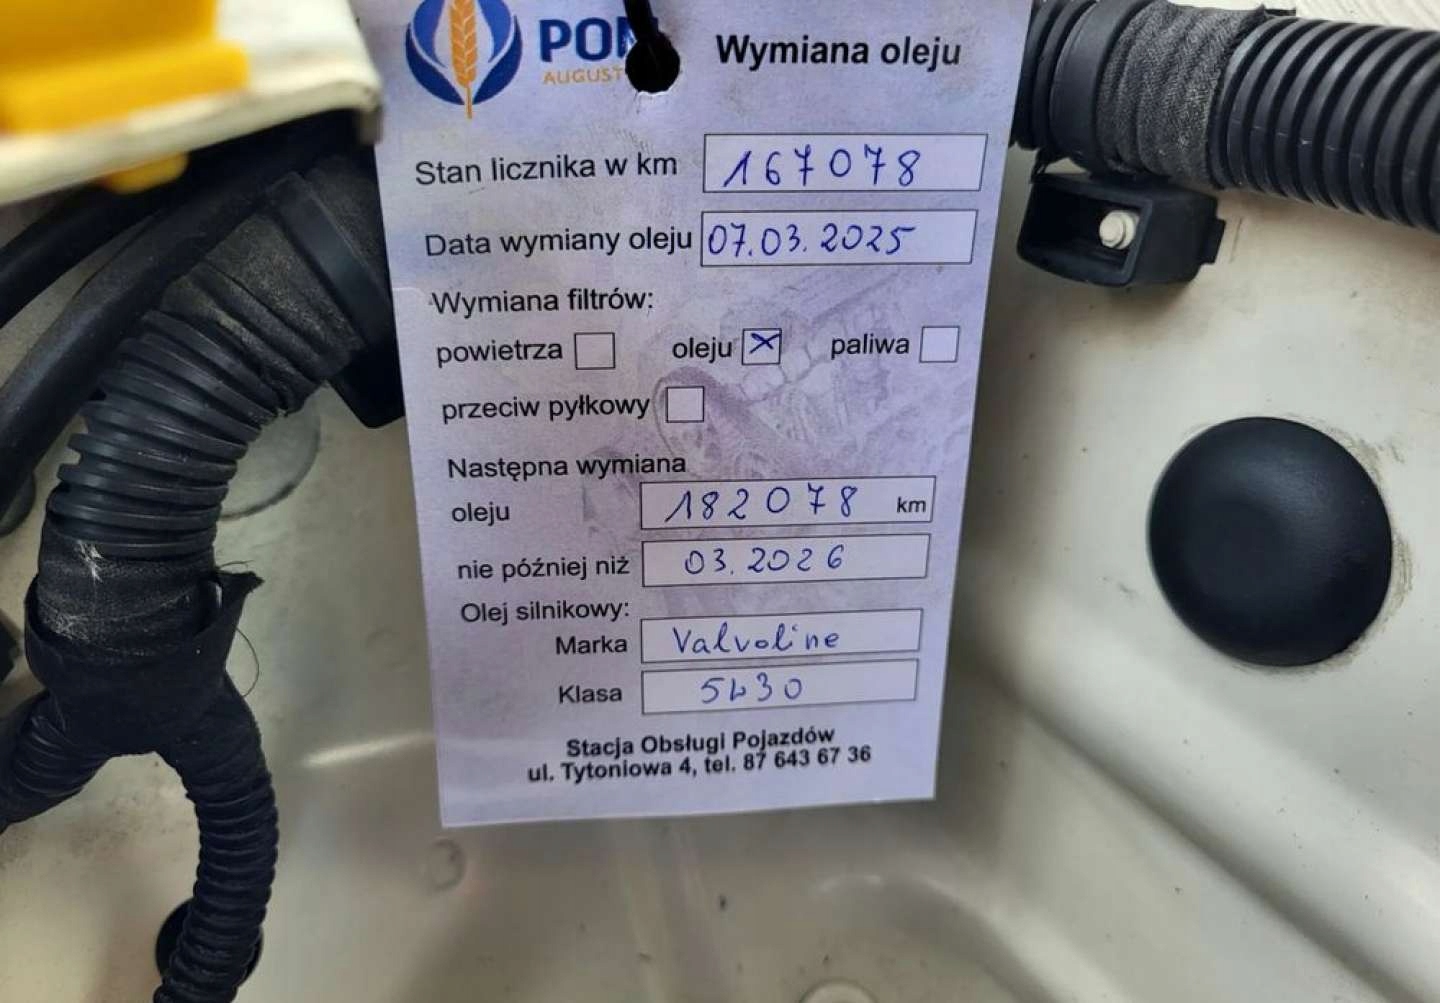 AUGUST
Wymiana oleju
Stan licznika w km 167078
Data wymiany oleju 07.03.2025
Wymiana filtrów:
powietrza oleju x paliwa
przeciw pyłkowy
Następna wymiana
oleju 182078 km
nie później niż 03.2026
Olej silnikowy:
Marka Valvoline
Klasa 5W30
Stacja Obsługi Pojazdów
ul. Tytoniowa 4, tel. 87 643 67 36